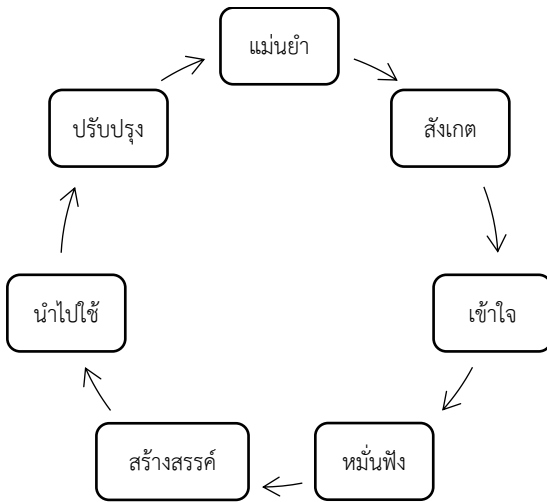 แม่นยำ
สังเกต
เข้าใจ
หมั่นฟัง
สร้างสรรค์
นำไปใช้
ปรับปรุง